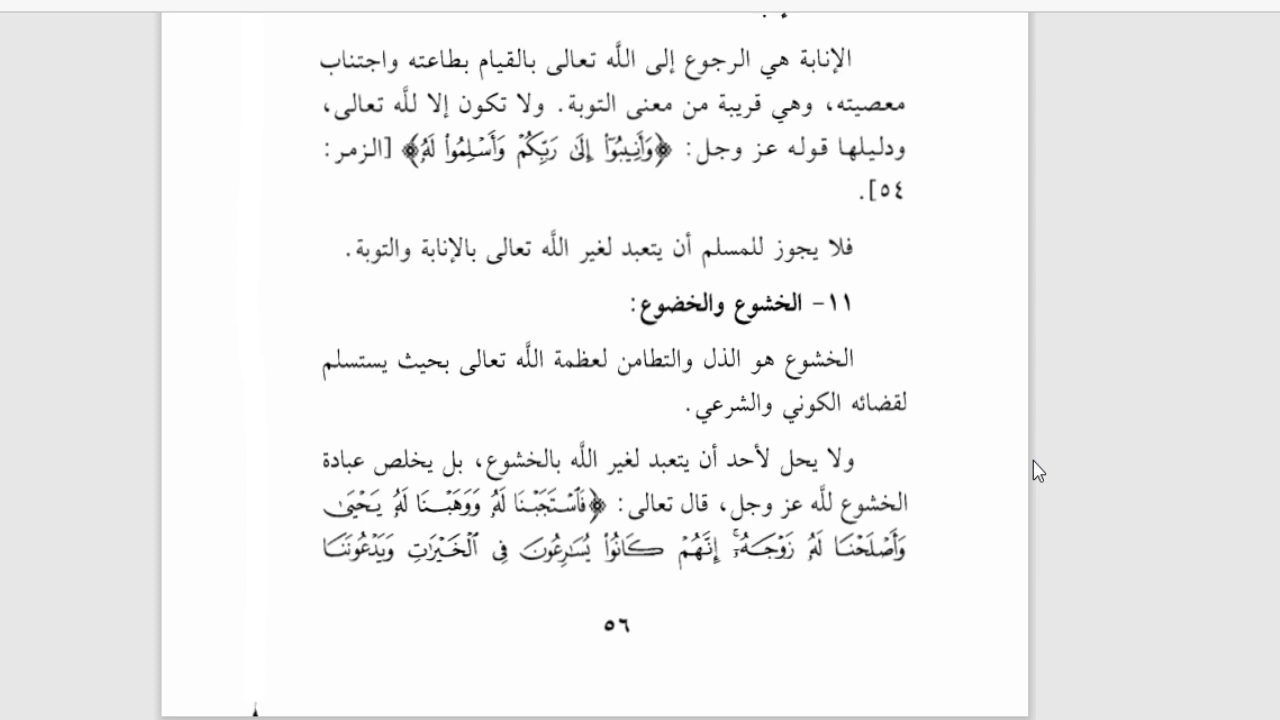 الإنابة هي الرجوع إلى اللَّه تعالى بالقيام بطاعته واجتناب
معصيته، وهي قريبة من معنى التوبة. ولا تكون إلا للَّه تعالى،
ودليلها قوله عز وجل: ﴿وَأَنِيبُوٓا۟ إِلَىٰ رَبِّكُمْ وَأَسْلِمُوا۟ لَهُۥ﴾ [الزمر:
٥٤].
فلا يجوز للمسلم أن يتعبد لغير اللَّه تعالى بالإنابة والتوبة.
١١- الخشوع والخضوع:
الخشوع هو الذل والتطامن لعظمة اللَّه تعالى بحيث يستسلم
لقضائه الكوني والشرعي.
ولا يحل لأحد أن يتعبد لغير اللَّه بالخشوع، بل يخلص عبادة
الخشوع للَّه عز وجل، قال تعالى: ﴿فَٱسْتَجَبْنَا لَهُۥ وَوَهَبْنَا لَهُۥ يَحْيَىٰ
وَأَصْلَحْنَا لَهُۥ زَوْجَهُۥٓ ۚ إِنَّهُمْ كَانُوا۟ يُسَٰرِعُونَ فِى ٱلْخَيْرَٰتِ وَيَدْعُونَنَا
٥٦